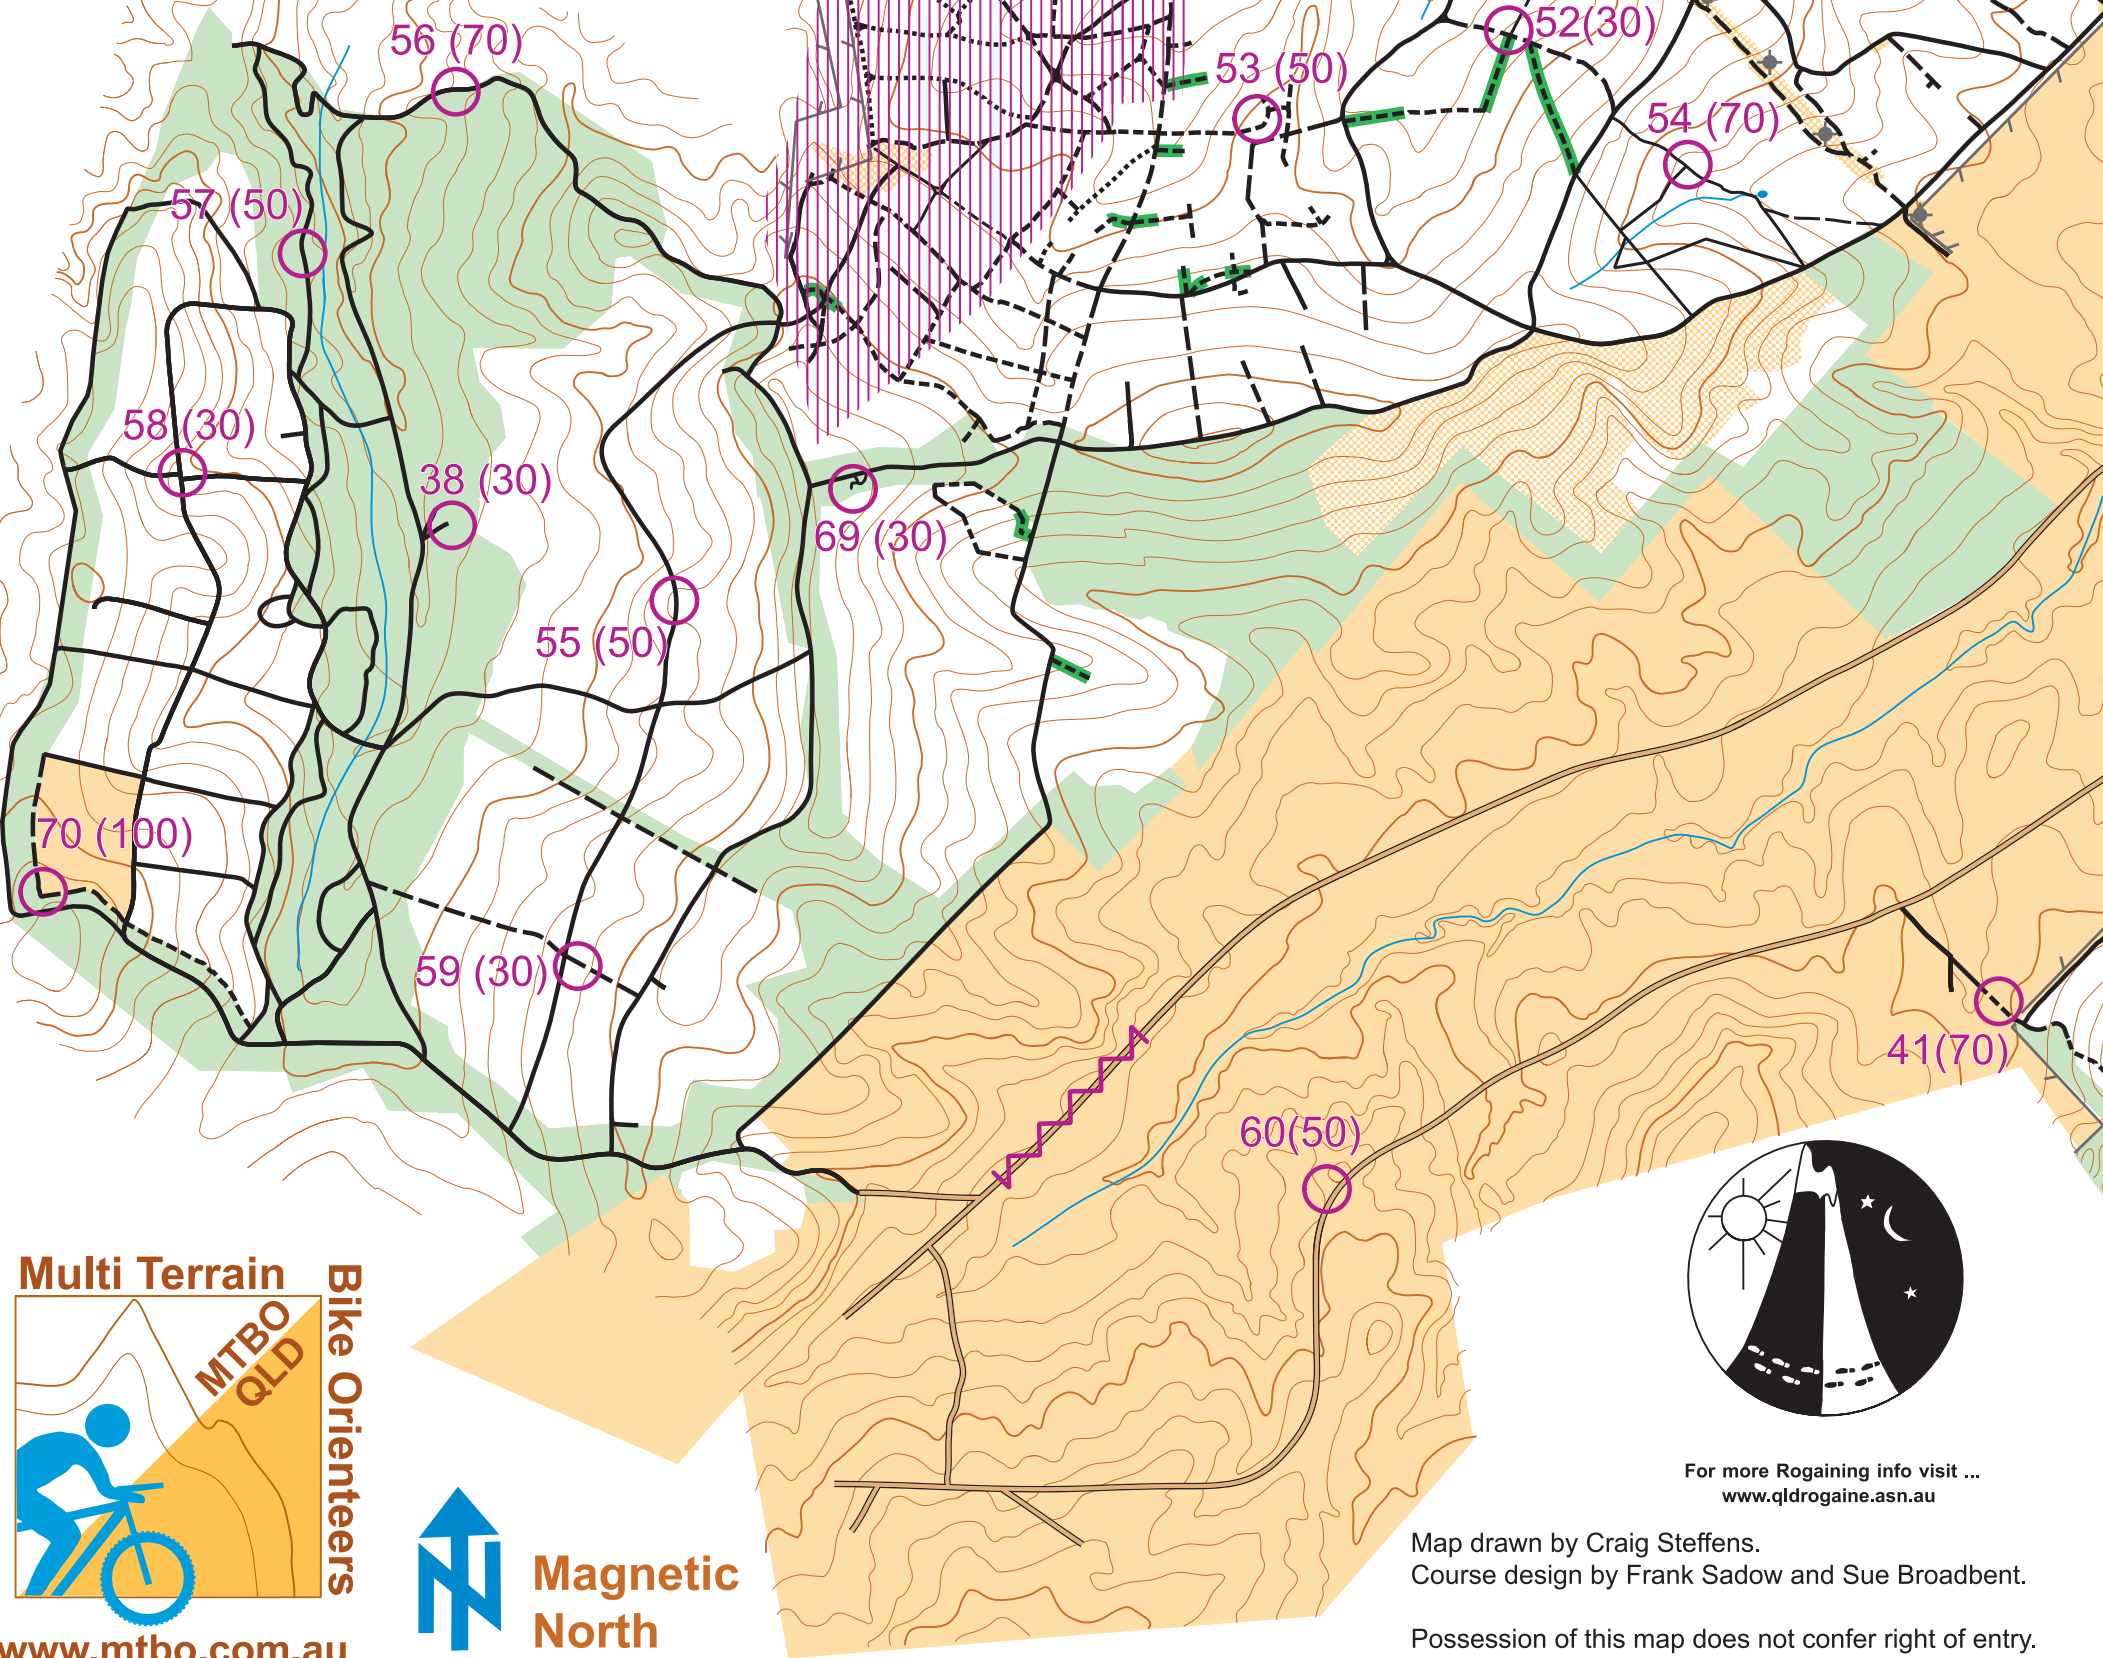 56 (70)
52(30)
53 (50)
54 (70)
57 (50)
58 (30)
38 (30)
69 (30)
55 (50)
70 (100)
59 (30)
41(70)
60(50)
Multi Terrain
Bike Orienteers
MTBO
QLD
www.mtbo.com.au
Magnetic
North
For more Rogaining info visit ...
www.qldrogaine.asn.au
Map drawn by Craig Steffens.
Course design by Frank Sadow and Sue Broadbent.
Possession of this map does not confer right of entry.